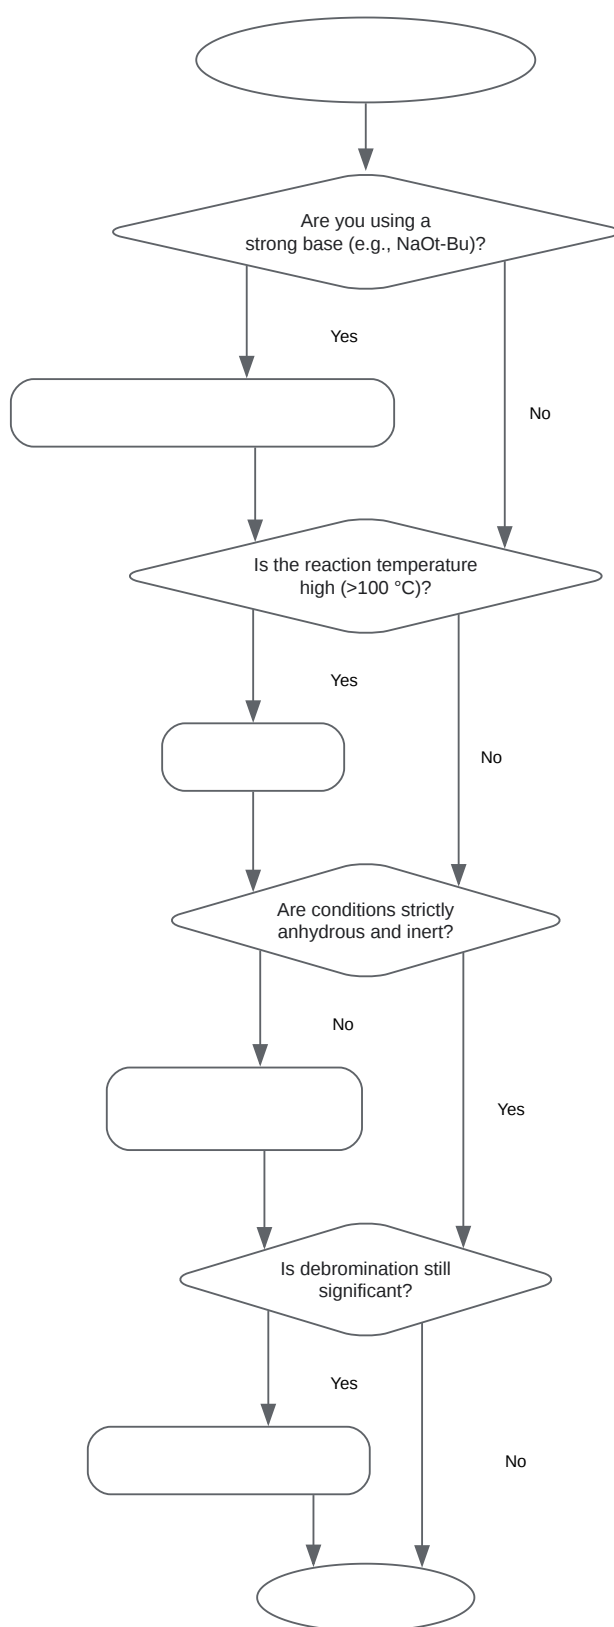 Are you using a
strong base (e.g., NaOt-Bu)?
Yes
No
Is the reaction temperature
high (>100 °C)?
Yes
No
Are conditions strictly
anhydrous and inert?
No
Yes
Is debromination still
significant?
Yes
No